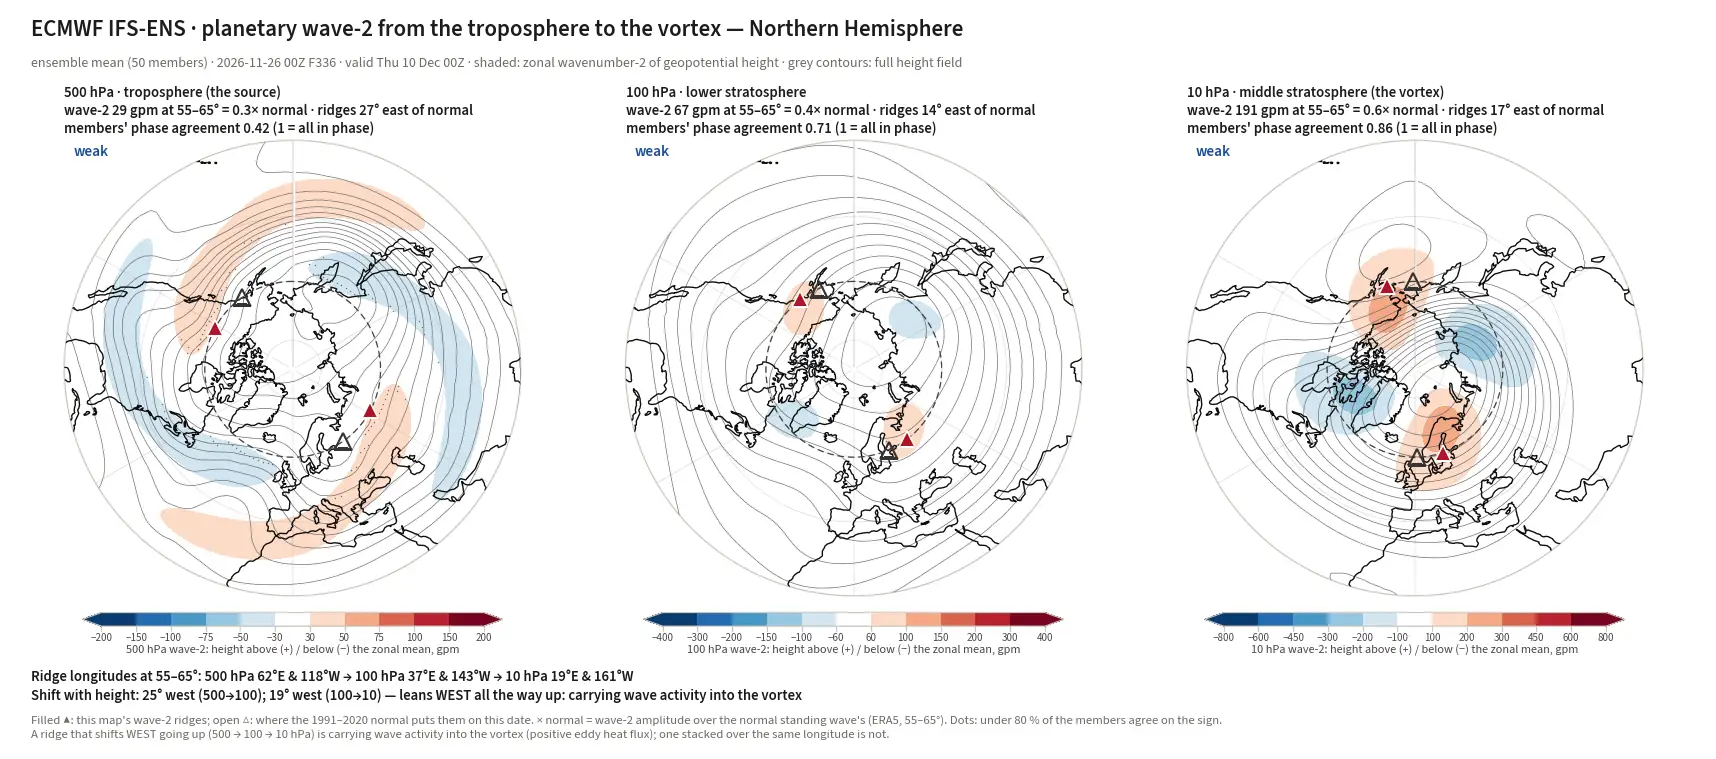 ECMWF IFS-ENS · planetary wave-2 from the troposphere to the vortex — Northern Hemisphere
ensemble mean (50 members) · 2026-11-26 00Z F336 · valid Thu 10 Dec 00Z · shaded: zonal wavenumber-2 of geopotential height · grey contours: full height field
500 hPa · troposphere (the source)
wave-2 29 gpm at 55–65° = 0.3× normal · ridges 27° east of normal
members' phase agreement 0.42 (1 = all in phase)
weak
100 hPa · lower stratosphere
wave-2 67 gpm at 55–65° = 0.4× normal · ridges 14° east of normal
members' phase agreement 0.71 (1 = all in phase)
weak
10 hPa · middle stratosphere (the vortex)
wave-2 191 gpm at 55–65° = 0.6× normal · ridges 17° east of normal
members' phase agreement 0.86 (1 = all in phase)
weak
−200 −150 −100 −75 −50 −30 30 50 75 100 150 200
500 hPa wave-2: height above (+) / below (−) the zonal mean, gpm
−400 −300 −200 −150 −100 −60 60 100 150 200 300 400
100 hPa wave-2: height above (+) / below (−) the zonal mean, gpm
−800 −600 −450 −300 −200 −100 100 200 300 450 600 800
10 hPa wave-2: height above (+) / below (−) the zonal mean, gpm
Ridge longitudes at 55–65°: 500 hPa 62°E & 118°W → 100 hPa 37°E & 143°W → 10 hPa 19°E & 161°W
Shift with height: 25° west (500→100); 19° west (100→10) — leans WEST all the way up: carrying wave activity into the vortex
Filled ▲: this map's wave-2 ridges; open △: where the 1991–2020 normal puts them on this date. × normal = wave-2 amplitude over the normal standing wave's (ERA5, 55–65°). Dots: under 80 % of the members agree on the sign.
A ridge that shifts WEST going up (500 → 100 → 10 hPa) is carrying wave activity into the vortex (positive eddy heat flux); one stacked over the same longitude is not.